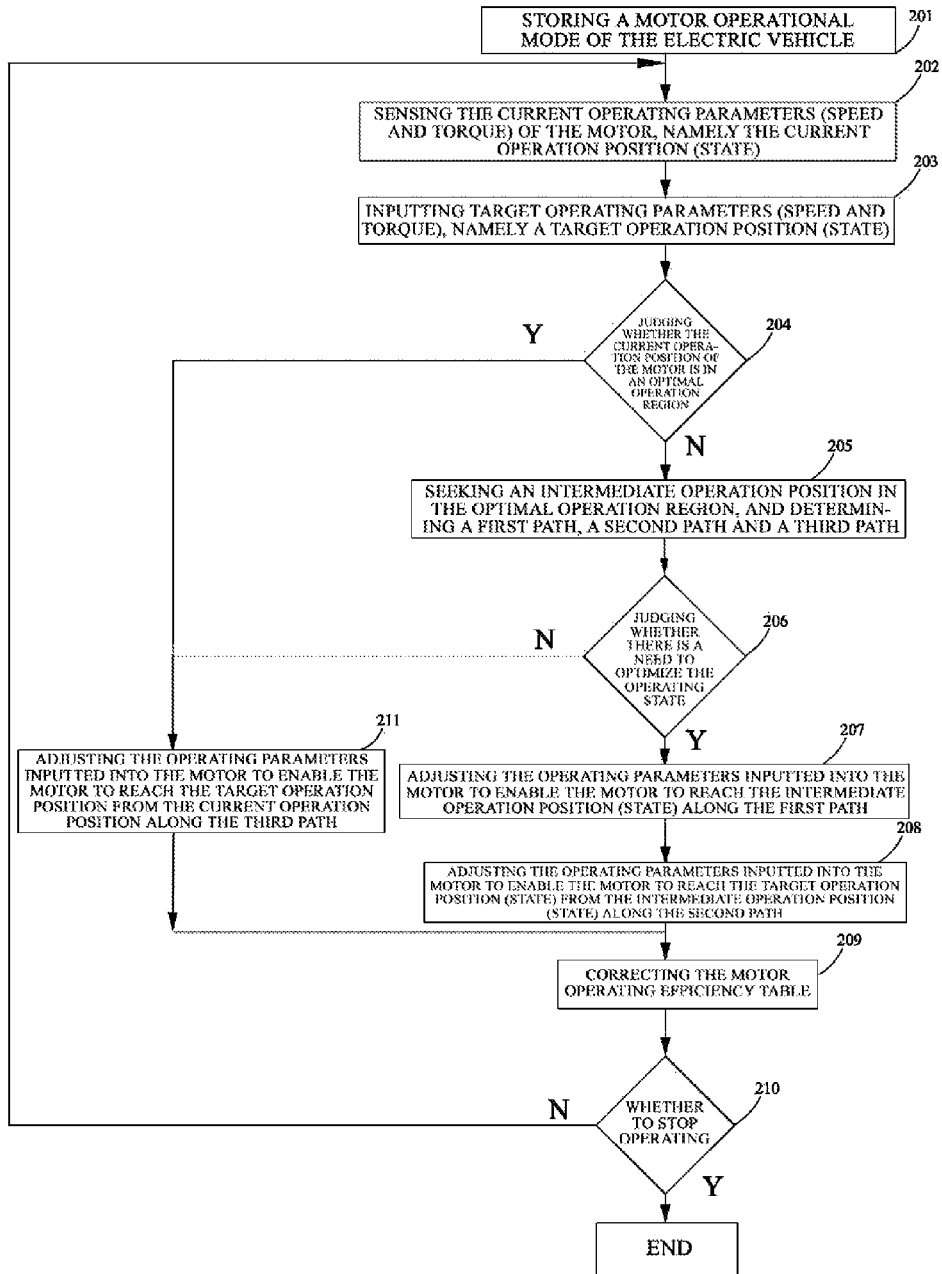 STORING A MOTOR OPERATIONAL
MODE OF THE ELECTRIC VEHICLE
201
202
SENSING THE CURRENT OPERATING PARAMETERS (SPEED
AND TORQUE) OF THE MOTOR, NAMELY THE CURRENT
OPERATION POSITION (STATE)
203
INPUTTING TARGET OPERATING PARAMETERS (SPEED AND
TORQUE), NAMELY A TARGET OPERATION POSITION (STATE)
204
JUDGING
WHETHER THE
CURRENT OPERA-
TION POSITION OF
THE MOTOR IS IN
AN OPTIMAL
OPERATION
REGION
Y
N
205
SEEKING AN INTERMEDIATE OPERATION POSITION IN
THE OPTIMAL OPERATION REGION, AND DETERMIN-
ING A FIRST PATH, A SECOND PATH AND A THIRD PATH
206
JUDGING
WHETHER
THERE IS A
NEED TO
OPTIMIZE THE
OPERATING
STATE
N
Y
211
ADJUSTING THE OPERATING PARAMETERS
INPUTTED INTO THE MOTOR TO ENABLE THE
MOTOR TO REACH THE TARGET OPERATION
POSITION FROM THE CURRENT OPERATION
POSITION ALONG THE THIRD PATH
207
ADJUSTING THE OPERATING PARAMETERS INPUTTED INTO THE
MOTOR TO ENABLE THE MOTOR TO REACH THE INTERMEDIATE
OPERATION POSITION (STATE) ALONG THE FIRST PATH
208
ADJUSTING THE OPERATING PARAMETERS INPUTTED INTO THE
MOTOR TO ENABLE THE MOTOR TO REACH THE TARGET OPERATION
POSITION (STATE) FROM THE INTERMEDIATE OPERATION POSITION
(STATE) ALONG THE SECOND PATH
209
CORRECTING THE MOTOR
OPERATING EFFICIENCY TABLE
210
WHETHER
TO STOP
OPERATING
N
Y
END